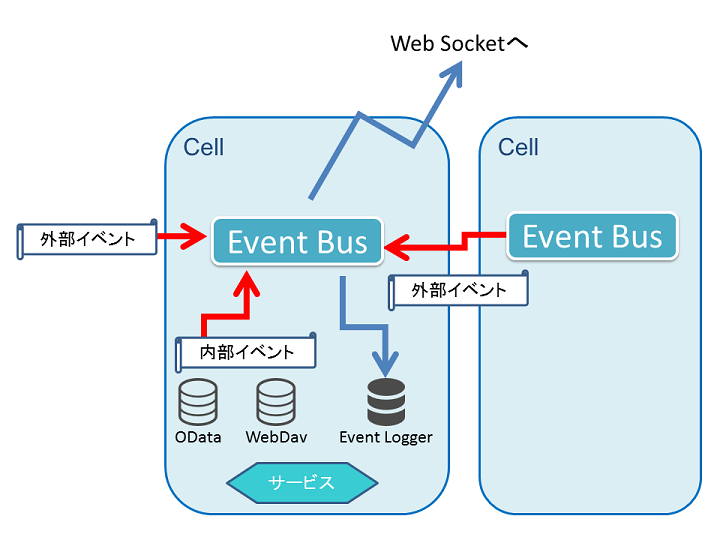 Web Socketへ
Cell
Cell
外部イベント
Event Bus
Event Bus
外部イベント
内部イベント
OData
WebDav
Event Logger
サービス